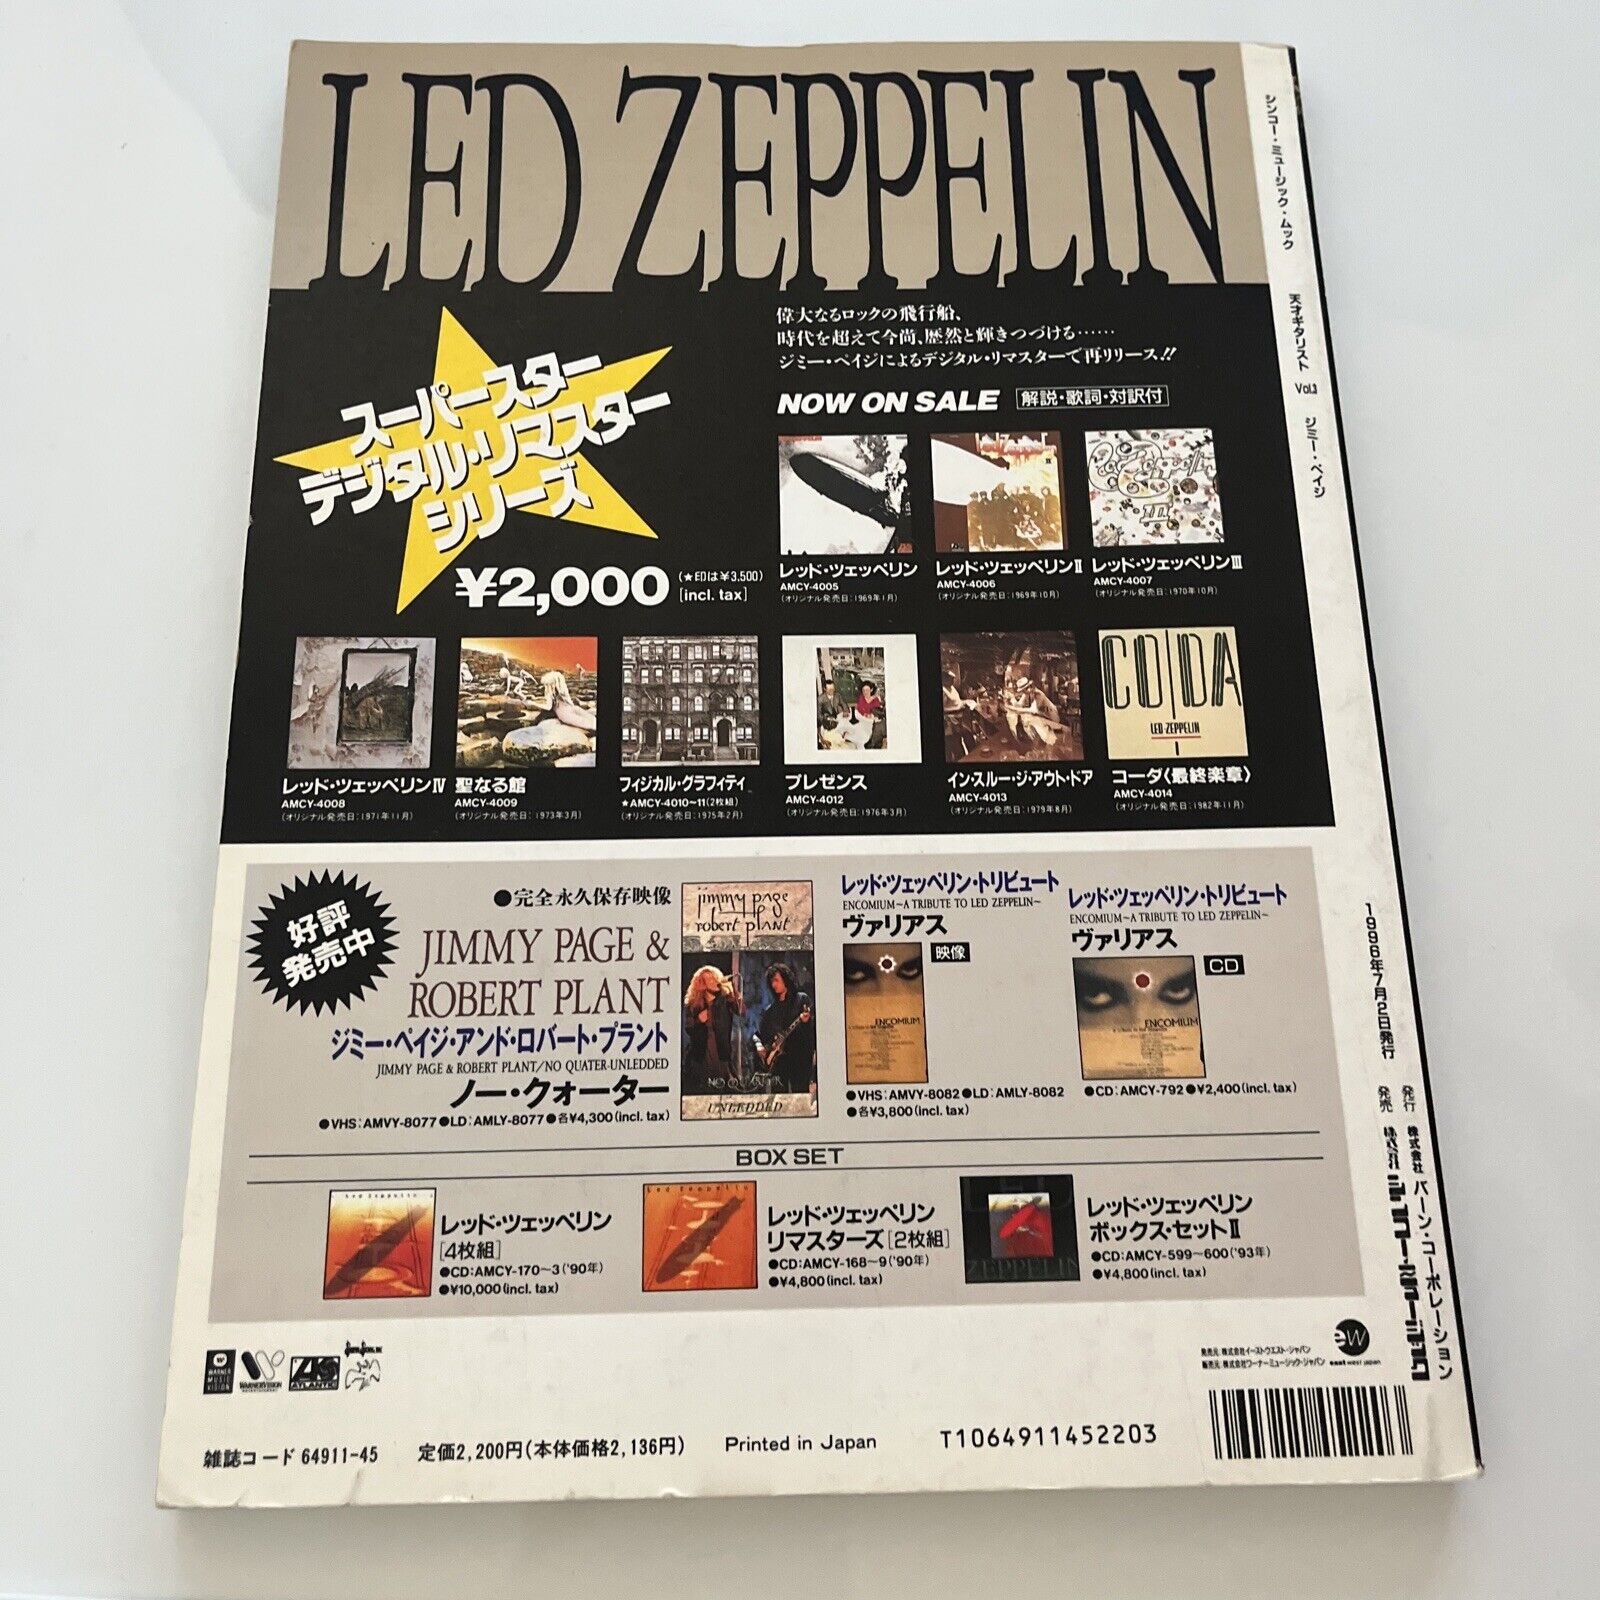 LED ZEPPELIN
偉大なるロックの飛行船、
時代を超えて今尚、歴然と輝きつづける……
ジミー・ペイジによるデジタル・リマスターで再リリース!!
スーパースター
デジタル・リマスター
シリーズ
¥2,000 (★印は¥3,500) [incl. tax]
NOW ON SALE 解説・歌詞・対訳付
Led Zeppelin
レッド・ツェッペリン
AMCY-4005
(オリジナル発売日:1969年1月)
レッド・ツェッペリンⅡ
AMCY-4006
(オリジナル発売日:1969年10月)
III
レッド・ツェッペリンⅢ
AMCY-4007
(オリジナル発売日:1970年10月)
レッド・ツェッペリンⅣ
AMCY-4008
(オリジナル発売日:1971年11月)
聖なる館
AMCY-4009
(オリジナル発売日:1973年3月)
フィジカル・グラフィティ
★AMCY-4010~11(2枚組)
(オリジナル発売日:1975年2月)
プレゼンス
AMCY-4012
(オリジナル発売日:1976年3月)
イン・スルー・ジ・アウト・ドア
AMCY-4013
(オリジナル発売日:1979年8月)
CODA
LED ZEPPELIN
コーダ〈最終楽章〉
AMCY-4014
(オリジナル発売日:1982年11月)
好評
発売中
●完全永久保存映像
JIMMY PAGE &
ROBERT PLANT
ジミー・ペイジ・アンド・ロバート・プラント
JIMMY PAGE & ROBERT PLANT/NO QUATER-UNLEDDED
ノー・クォーター
●VHS:AMVY-8077●LD:AMLY-8077●各¥4,300(incl. tax)
jimmy page
robert plant
NO QUARTER
UNLEDDED
レッド・ツェッペリン・トリビュート
ENCOMIUM~A TRIBUTE TO LED ZEPPELIN~
ヴァリアス
映像
ENCOMIUM
●VHS:AMVY-8082●LD:AMLY-8082
●各¥3,800(incl. tax)
レッド・ツェッペリン・トリビュート
ENCOMIUM~A TRIBUTE TO LED ZEPPELIN~
ヴァリアス
CD
ENCOMIUM
●CD:AMCY-792●¥2,400(incl. tax)
BOX SET
Led Zeppelin
レッド・ツェッペリン
[4枚組]
●CD:AMCY-170~3('90年)
●¥10,000(incl. tax)
Led Zeppelin
レッド・ツェッペリン
リマスターズ[2枚組]
●CD:AMCY-168~9('90年)
●¥4,800(incl. tax)
LED
ZEPPELIN
レッド・ツェッペリン
ボックス・セットⅡ
●CD:AMCY-599~600('93年)
●¥4,800(incl. tax)
WARNER
MUSIC
VISION
WARNERVISION
ENTERTAINMENT
ATLANTIC
発売元 株式会社イーストウエスト・ジャパン
販売元 株式会社ワーナーミュージック・ジャパン
ew
east west japan
雑誌コード 64911-45
定価2,200円(本体価格2,136円)
Printed in Japan
T1064911452203
シンコー・ミュージック・ムック
天才ギタリスト Vol.3 ジミー・ペイジ
1996年7月2日発行
発行 株式会社 バーン・コーポレーション
発売 株式会社 シンコー・ミュージック